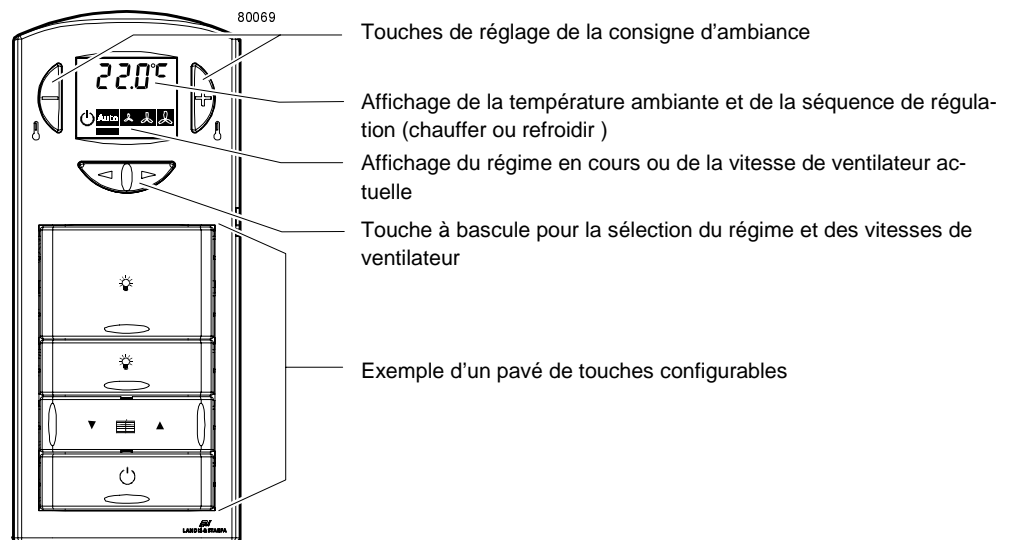 80069
Touches de réglage de la consigne d’ambiance
22.0°C
Affichage de la température ambiante et de la séquence de régula-
tion (chauffer ou refroidir )
Auto
Affichage du régime en cours ou de la vitesse de ventilateur ac-
tuelle
Touche à bascule pour la sélection du régime et des vitesses de
ventilateur
Exemple d’un pavé de touches configurables
LANDIS & STAEFA